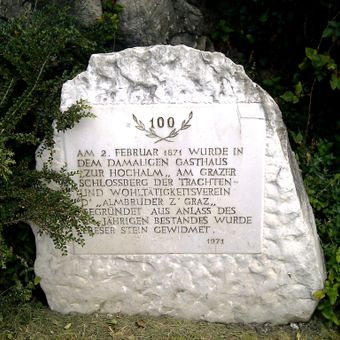 100
AM 2. FEBRUAR 1871 WURDE IN
DEM DAMALIGEN GASTHAUS
"ZUR HOCHALM„ AM GRAZER
SCHLOSSBERG DER TRACHTEN-
UND WOHLTÄTIGKEITSVEREIN
D'„ALMBRÜDER Z'GRAZ„
GEGRÜNDET AUS ANLASS DES
JÄHRIGEN BESTANDES WURDE
DIESER STEIN GEWIDMET.
1971